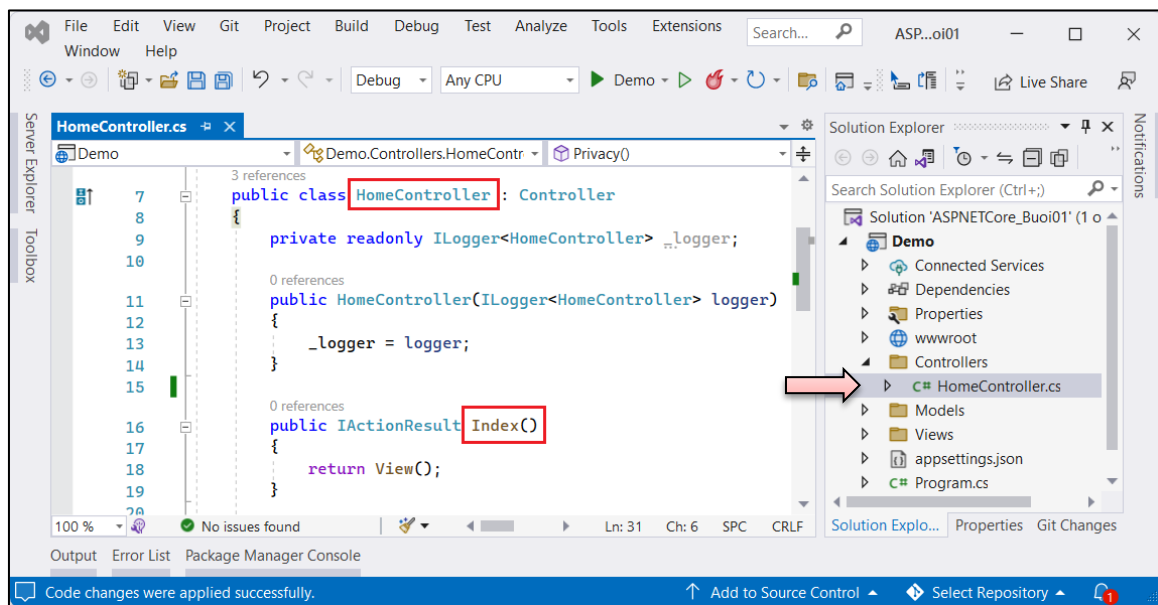 File Edit View Git Project Build Debug Test Analyze Tools Extensions Search... ASP...oi01
Window Help
Debug Any CPU Demo Live Share
Server Explorer
Toolbox
HomeController.cs
Demo Demo.Controllers.HomeContr Privacy()
3 references
7 public class HomeController : Controller
8 {
9 private readonly ILogger<HomeController> _logger;
10
0 references
11 public HomeController(ILogger<HomeController> logger)
12 {
13 _logger = logger;
14 }
15
0 references
16 public IActionResult Index()
17 {
18 return View();
19 }
20
100 % No issues found Ln: 31 Ch: 6 SPC CRLF
Solution Explorer
Search Solution Explorer (Ctrl+;)
Solution 'ASPNETCore_Buoi01' (1 o
Demo
Connected Services
Dependencies
Properties
wwwroot
Controllers
C# HomeController.cs
Models
Views
appsettings.json
C# Program.cs
Solution Explo... Properties Git Changes
Notifications
Output Error List Package Manager Console
Code changes were applied successfully. Add to Source Control Select Repository 1